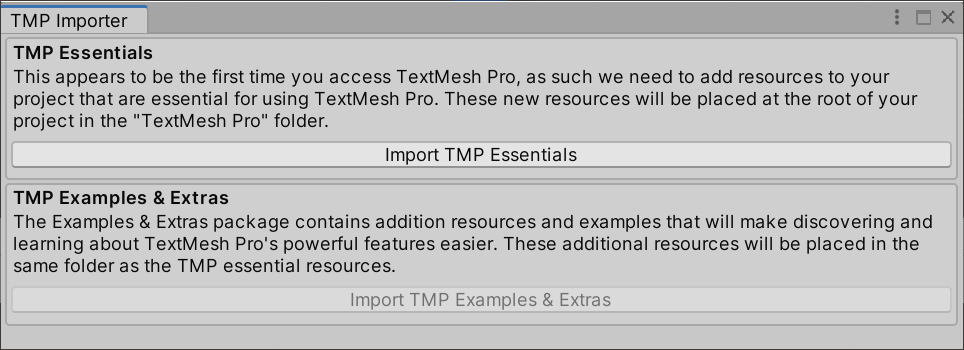 TMP Importer
TMP Essentials
This appears to be the first time you access TextMesh Pro, as such we need to add resources to your
project that are essential for using TextMesh Pro. These new resources will be placed at the root of your
project in the "TextMesh Pro" folder.
Import TMP Essentials
TMP Examples & Extras
The Examples & Extras package contains addition resources and examples that will make discovering and
learning about TextMesh Pro's powerful features easier. These additional resources will be placed in the
same folder as the TMP essential resources.
Import TMP Examples & Extras